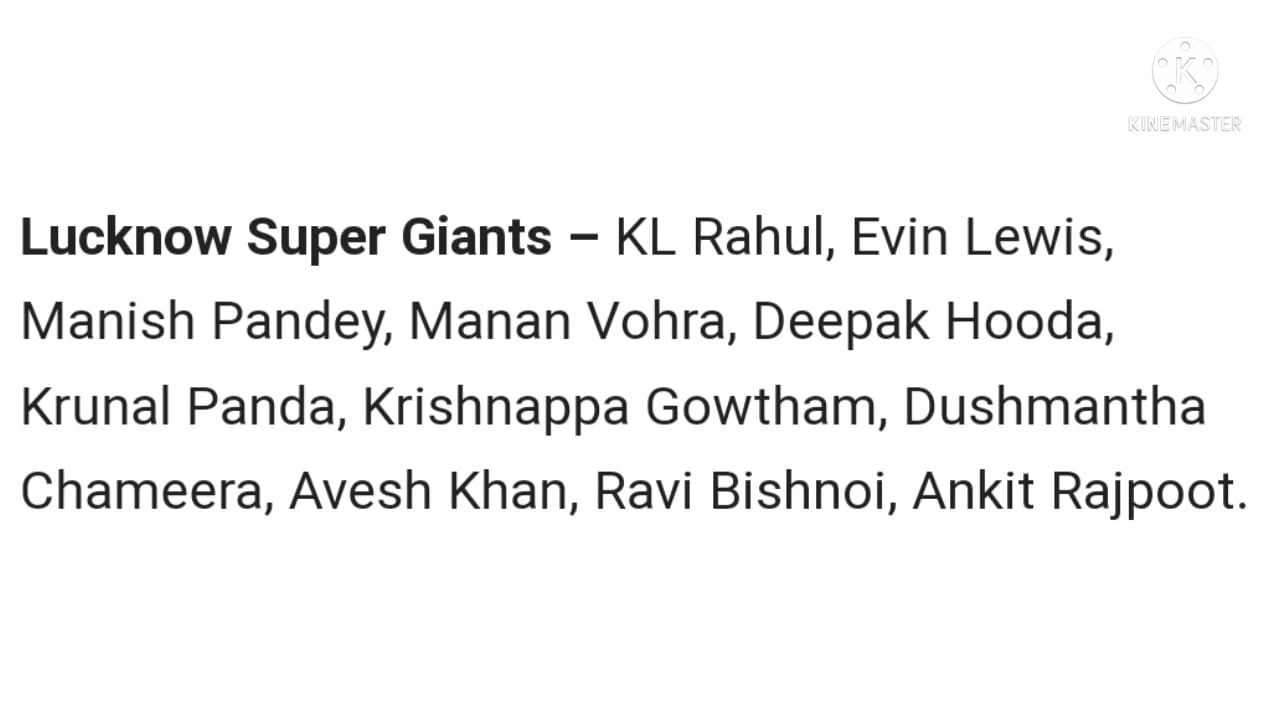 KINEMASTER
Lucknow Super Giants – KL Rahul, Evin Lewis,
Manish Pandey, Manan Vohra, Deepak Hooda,
Krunal Panda, Krishnappa Gowtham, Dushmantha
Chameera, Avesh Khan, Ravi Bishnoi, Ankit Rajpoot.